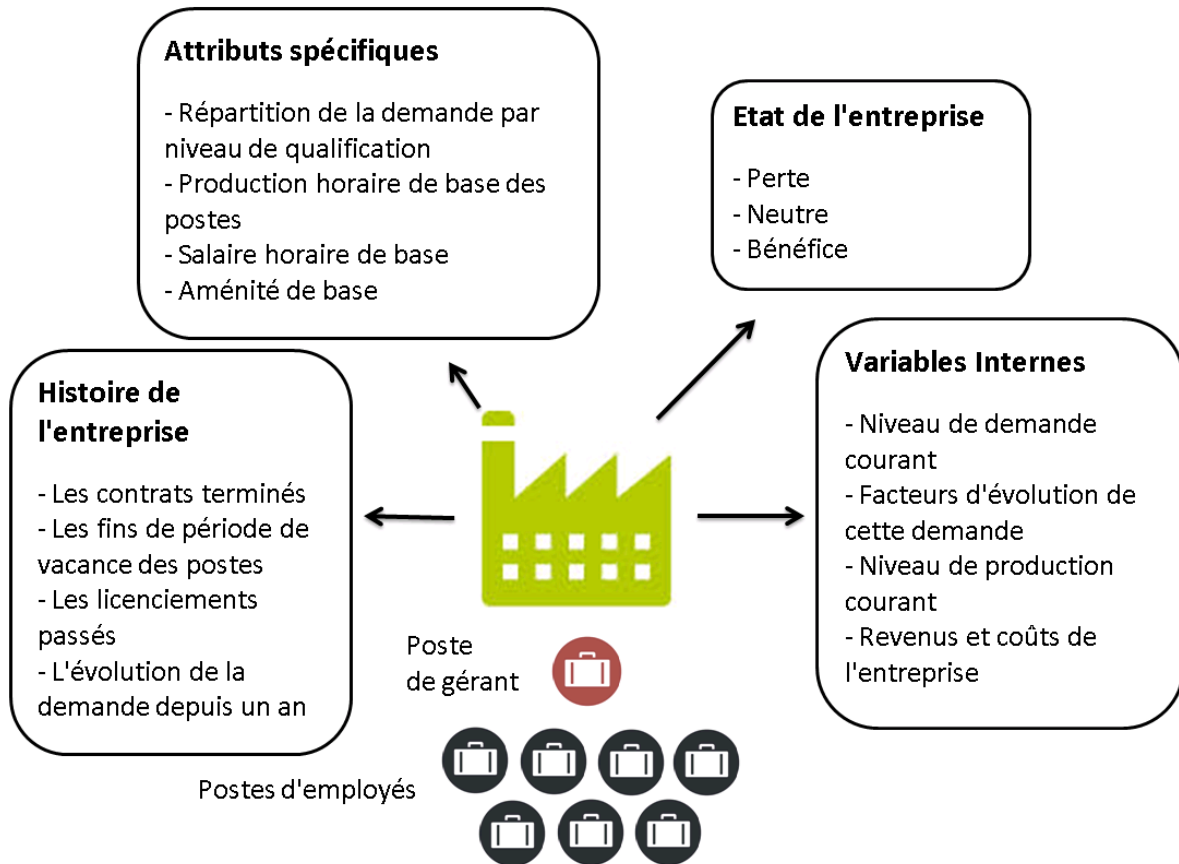 Attributs spécifiques
- Répartition de la demande par
niveau de qualification
- Production horaire de base des
postes
- Salaire horaire de base
- Aménité de base
Etat de l'entreprise
- Perte
- Neutre
- Bénéfice
Histoire de
l'entreprise
- Les contrats terminés
- Les fins de période de
vacance des postes
- Les licenciements
passés
- L'évolution de la
demande depuis un an
Variables Internes
- Niveau de demande
courant
- Facteurs d'évolution de
cette demande
- Niveau de production
courant
- Revenus et coûts de
l'entreprise
Poste
de gérant
Postes d'employés